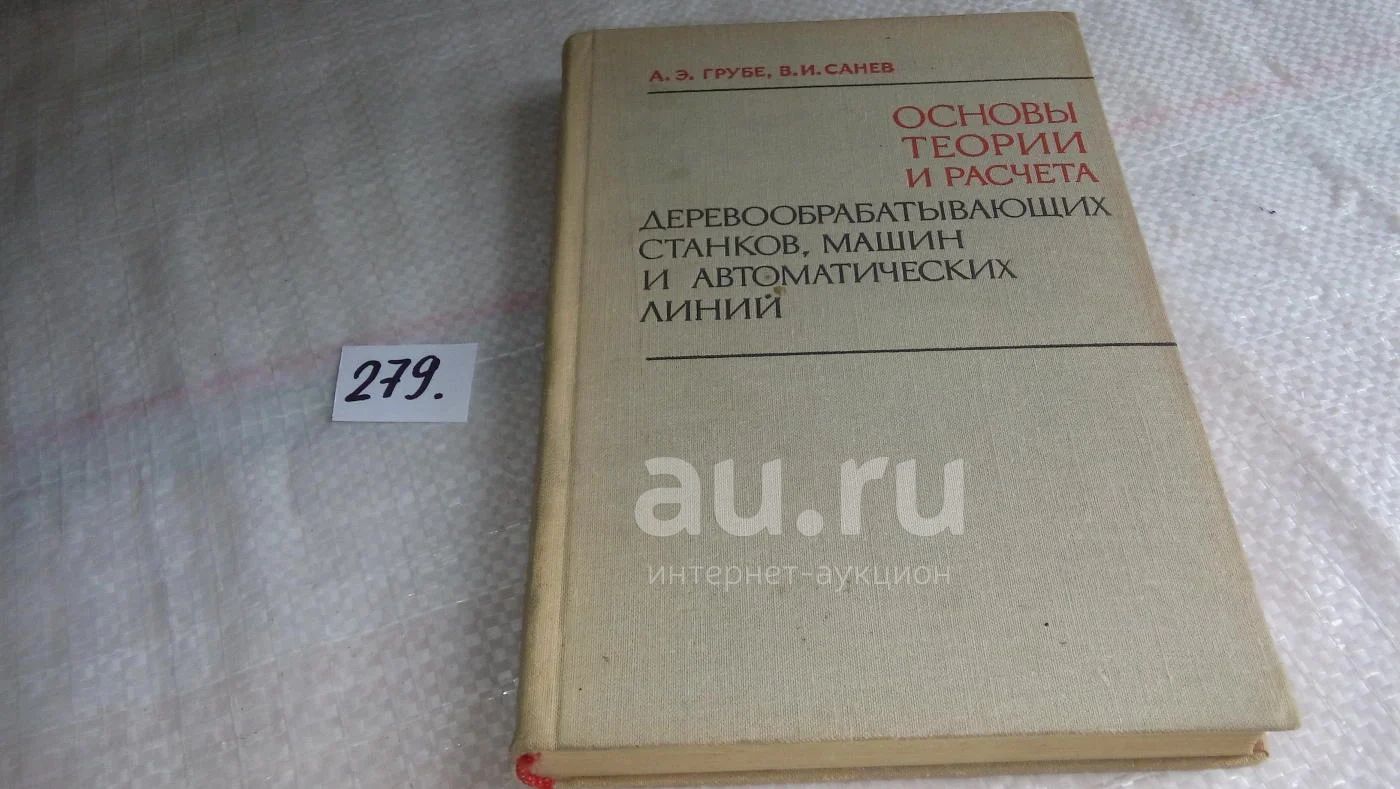 А. Э. ГРУБЕ, В. И. САНЕВ
ОСНОВЫ
ТЕОРИИ
И РАСЧЕТА
ДЕРЕВООБРАБАТЫВАЮЩИХ
СТАНКОВ, МАШИН
И АВТОМАТИЧЕСКИХ
ЛИНИЙ
279.
au.ru
интернет-аукцион